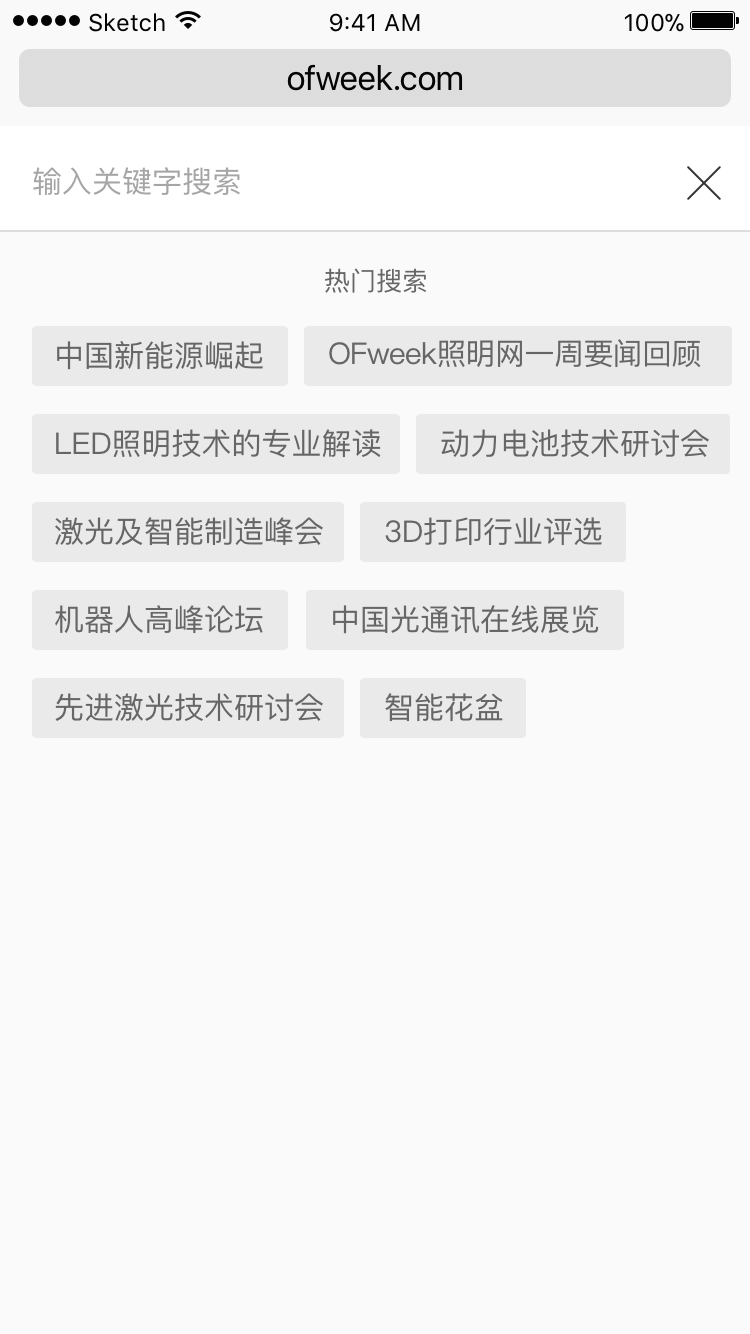 Sketch 9:41 AM 100%
ofweek.com
输入关键字搜索
热门搜索
中国新能源崛起 OFweek照明网一周要闻回顾
LED照明技术的专业解读 动力电池技术研讨会
激光及智能制造峰会 3D打印行业评选
机器人高峰论坛 中国光通讯在线展览
先进激光技术研讨会 智能花盆